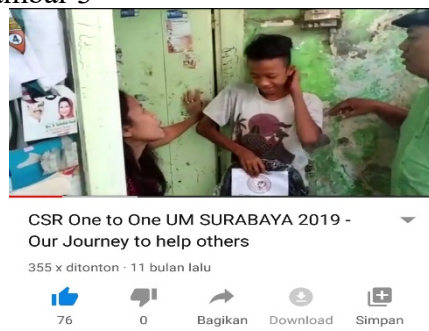 CSR One to One UM SURABAYA 2019 -
Our Journey to help others
355 x ditonton · 11 bulan lalu
76
0
Bagikan
Download
Simpan